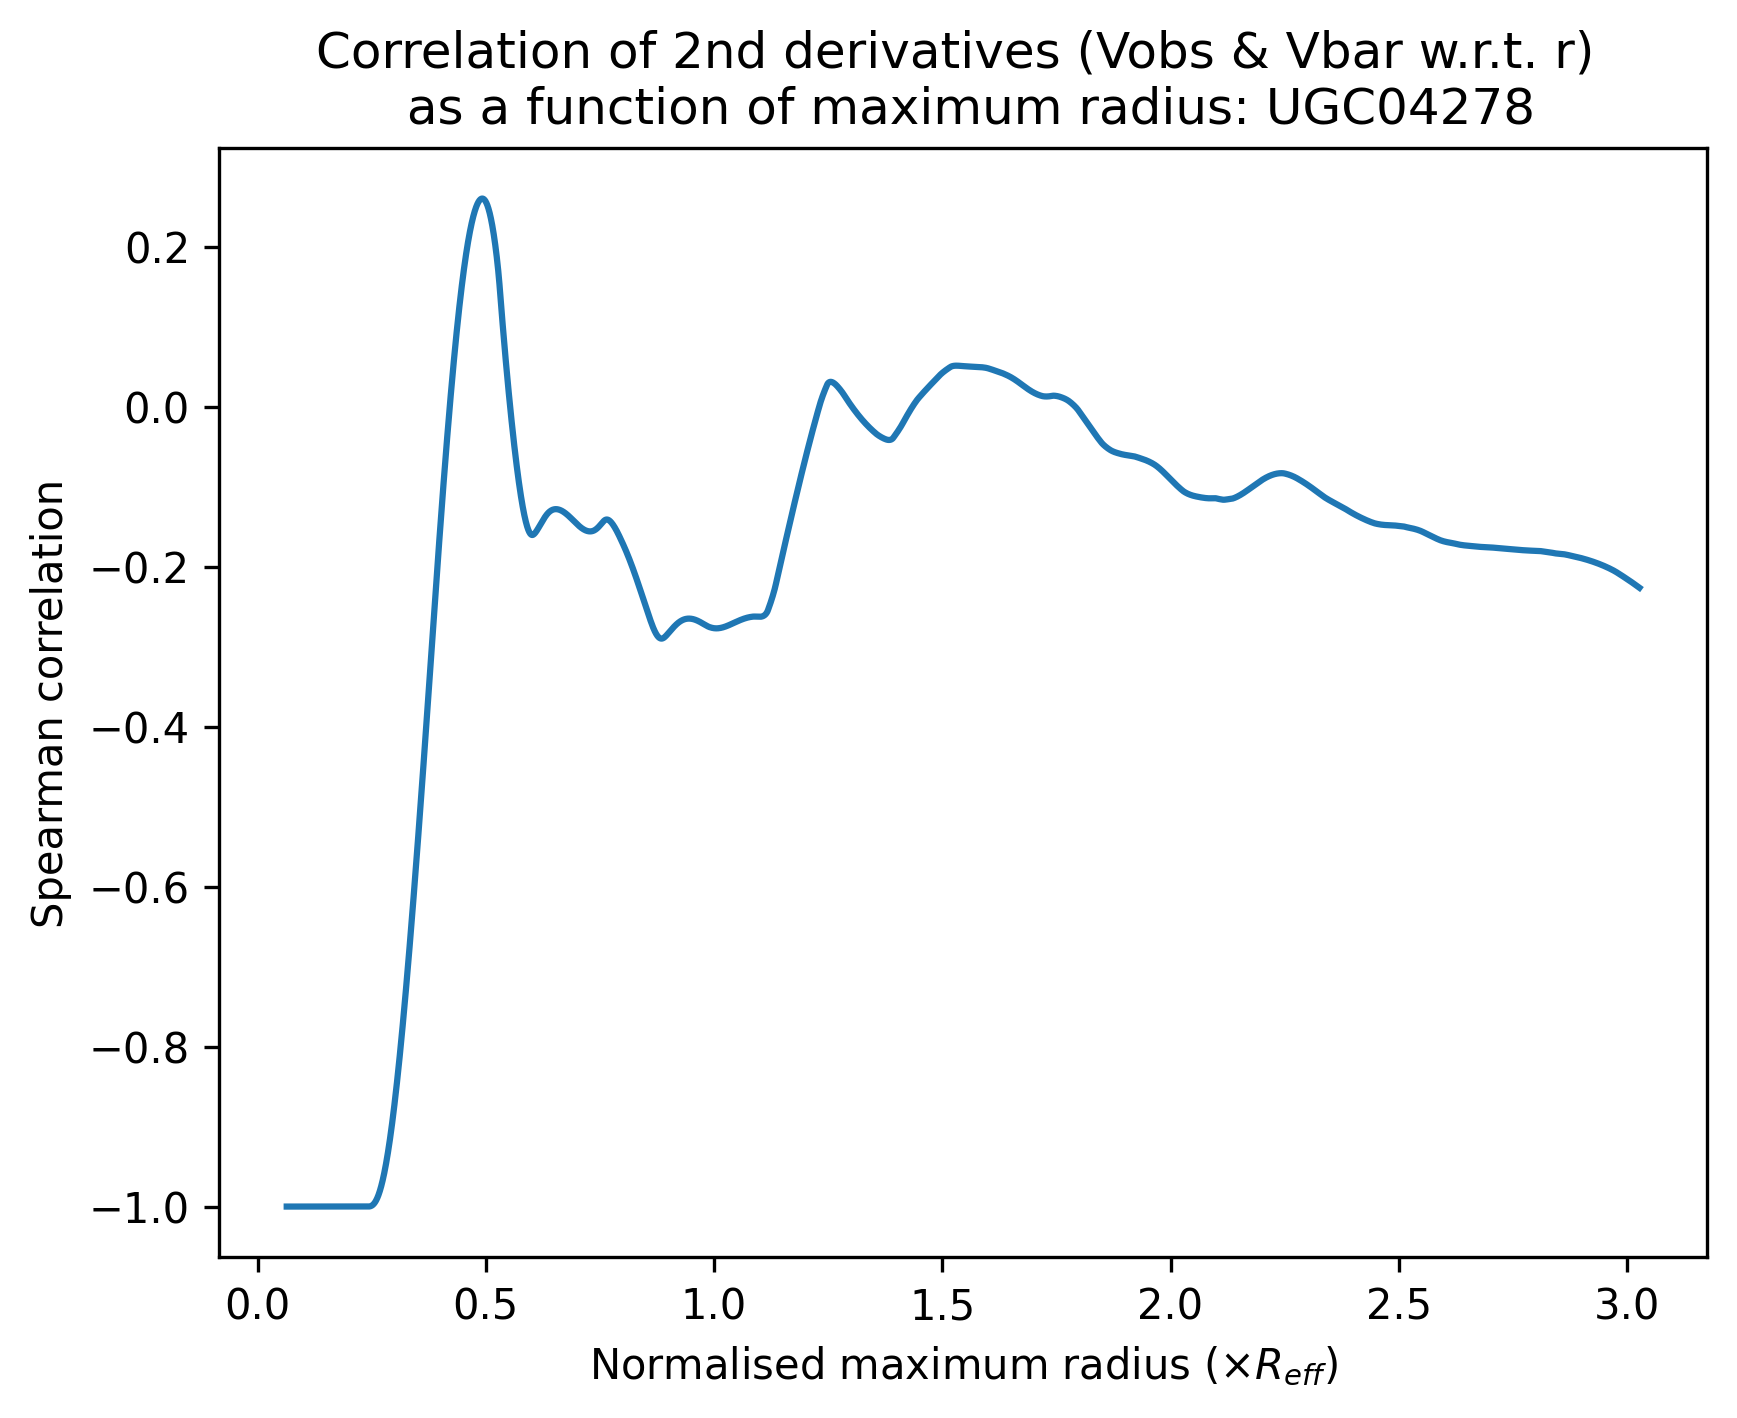 Correlation of 2nd derivatives (Vobs & Vbar w.r.t. r)
as a function of maximum radius: UGC04278
Spearman correlation
0.2
0.0
−0.2
−0.4
−0.6
−0.8
−1.0
0.0 0.5 1.0 1.5 2.0 2.5 3.0
Normalised maximum radius (×R_eff)